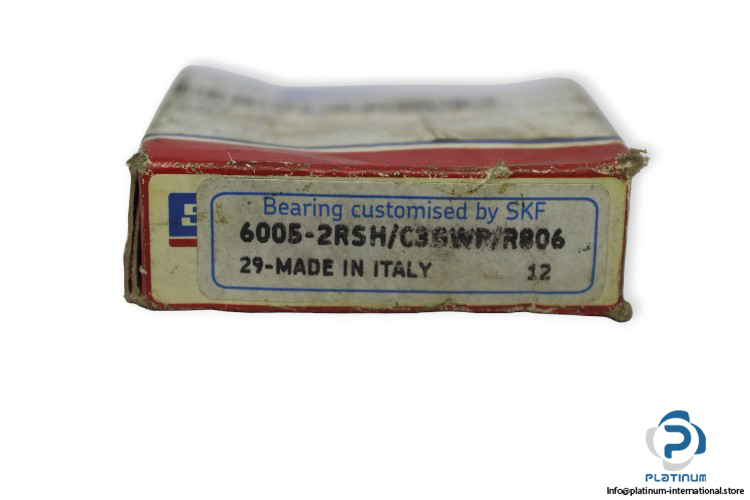 Bearing customised by SKF
6005-2RSH/C3GWP/R806
29-MADE IN ITALY 12
PLATINUM
Info@platinum-international.store